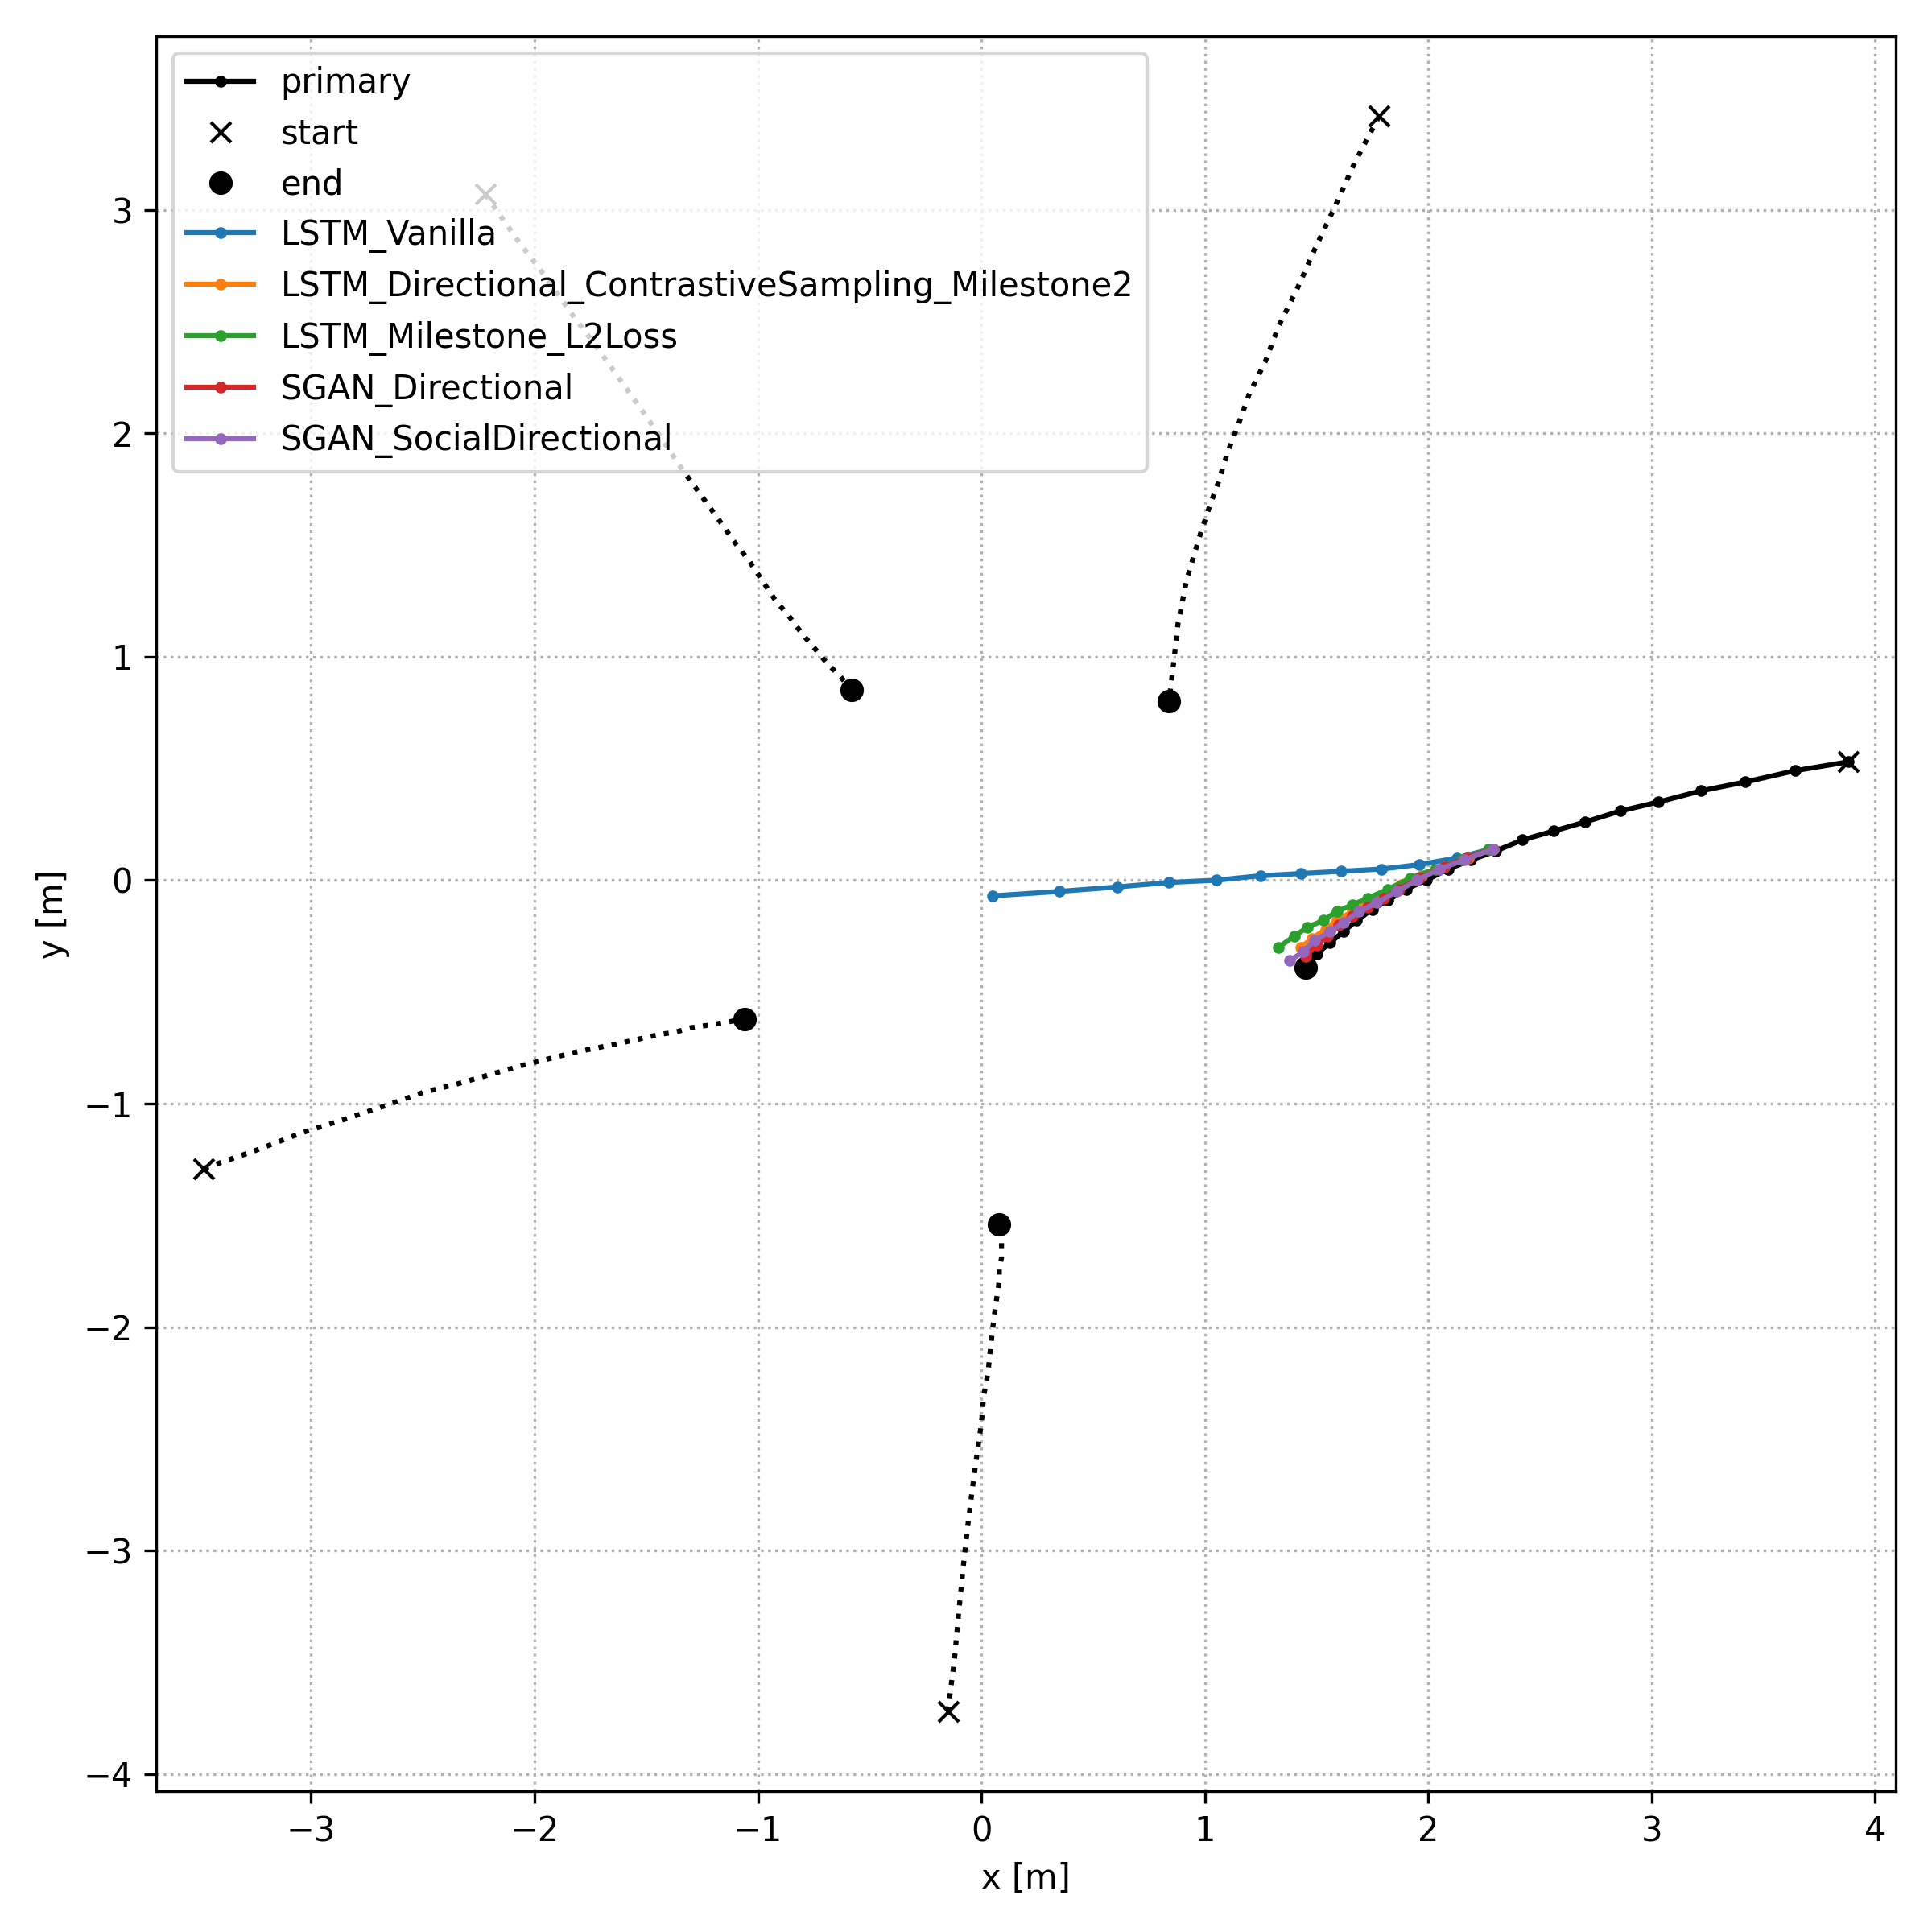 primary
start
end
LSTM_Vanilla
LSTM_Directional_ContrastiveSampling_Milestone2
LSTM_Milestone_L2Loss
SGAN_Directional
SGAN_SocialDirectional
3
2
1
0
−1
−2
−3
−4
y [m]
−3 −2 −1 0 1 2 3 4
x [m]